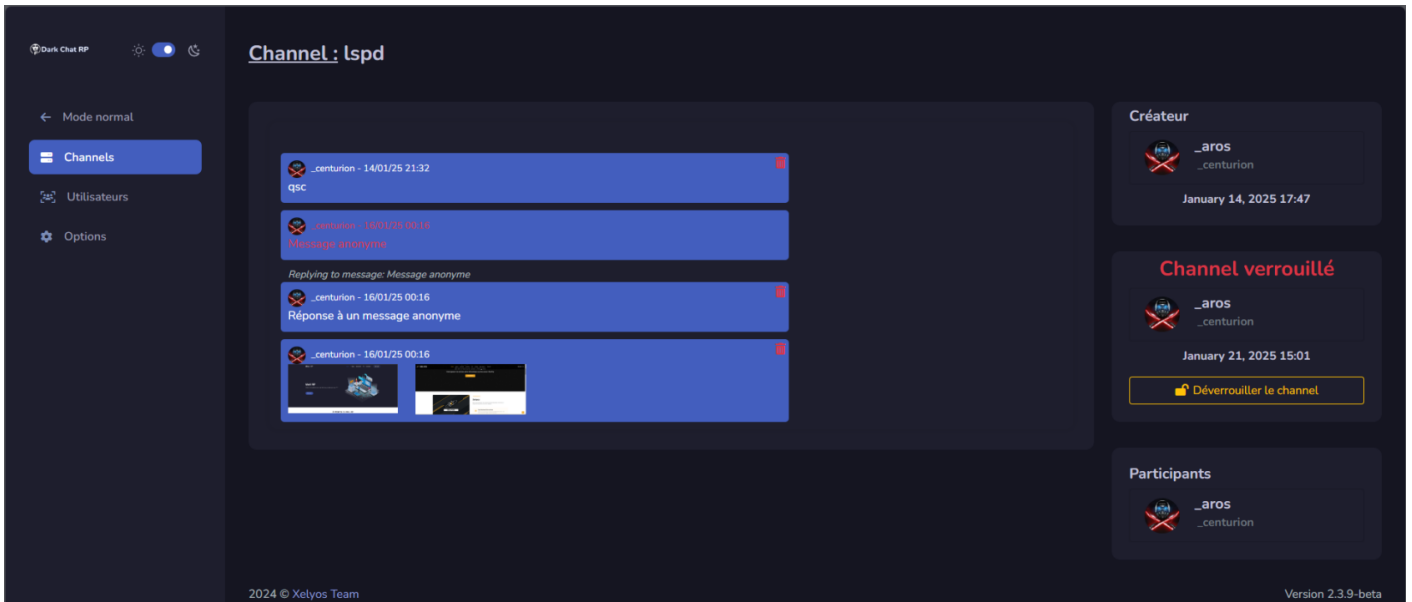 Dark Chat RP
Mode normal
Channels
Utilisateurs
Options
Channel : lspd
_centurion - 14/01/25 21:32
qsc
_centurion - 16/01/25 00:16
Message anonyme
Replying to message: Message anonyme
_centurion - 16/01/25 00:16
Réponse à un message anonyme
_centurion - 16/01/25 00:16
Créateur
_aros
_centurion
January 14, 2025 17:47
Channel verrouillé
_aros
_centurion
January 21, 2025 15:01
Déverrouiller le channel
Participants
_aros
_centurion
2024 © Xelyos Team
Version 2.3.9-beta